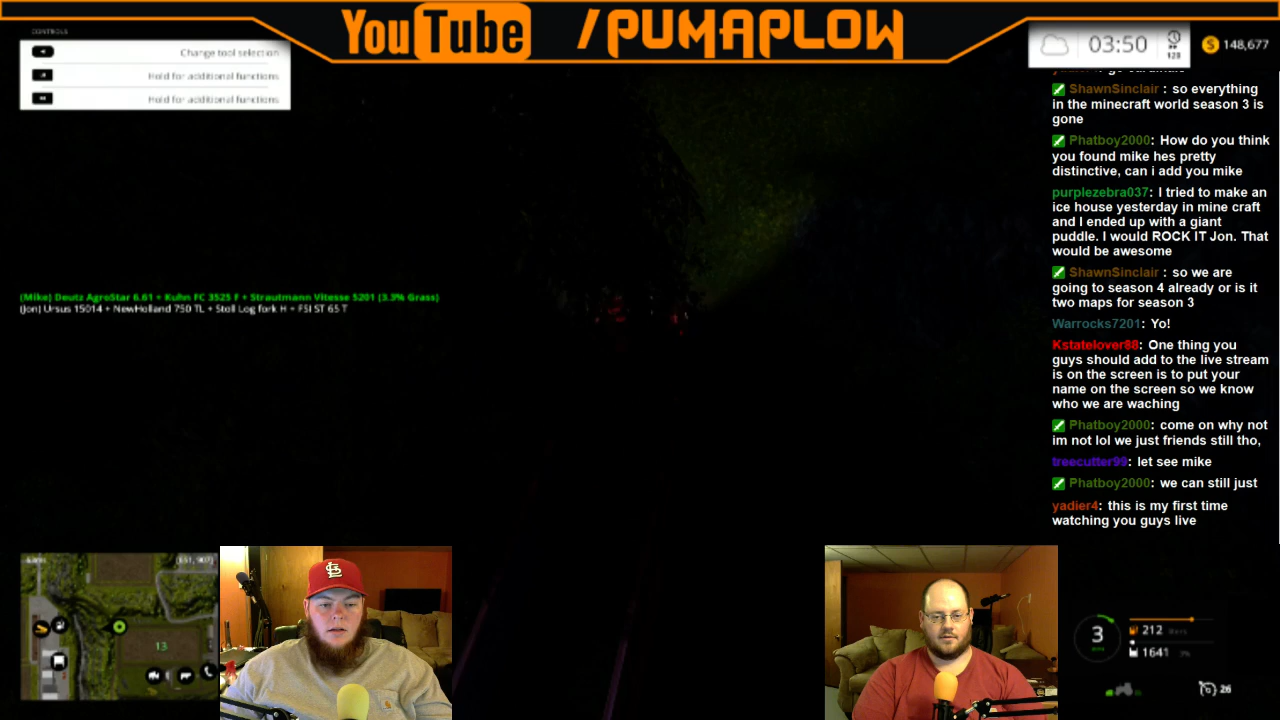 YouTube /PUMAPLOW
CONTROLS
Change tool selection
Hold for additional functions
Hold for additional functions
03:50
123
148,677
go cardinals
ShawnSinclair : so everything
in the minecraft world season 3 is
gone
Phatboy2000: How do you think
you found mike hes pretty
distinctive, can i add you mike
purplezebra037: I tried to make an
ice house yesterday in mine craft
and I ended up with a giant
puddle. I would ROCK IT Jon. That
would be awesome
ShawnSinclair : so we are
going to season 4 already or is it
two maps for season 3
Warrocks7201: Yo!
Kstatelover88: One thing you
guys should add to the live stream
is on the screen is to put your
name on the screen so we know
who we are waching
Phatboy2000: come on why not
im not lol we just friends still tho,
treecutter99: let see mike
Phatboy2000: we can still just
yadier4: this is my first time
watching you guys live
(Mike) Deutz AgroStar 6.61 + Kuhn FC 3525 F + Strautmann Vitesse 5201 (3.3% Grass)
(Jon) Ursus 15014 + NewHolland 750 TL + Stoll Log fork H + FSI ST 65 T
13
3
212
1641
26